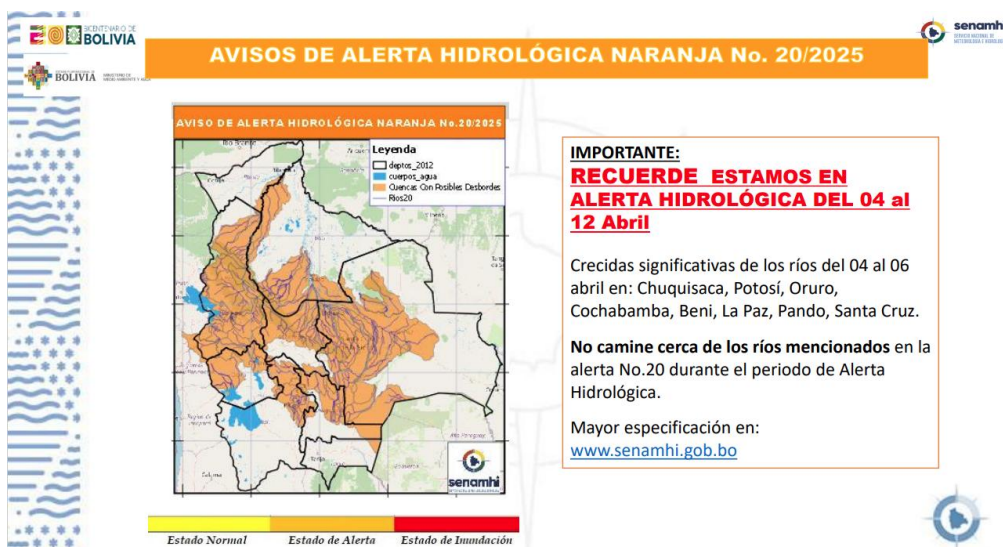 BICENTENARIO DE
BOLIVIA
BOLIVIA
senamh
AVISOS DE ALERTA HIDROLÓGICA NARANJA No. 20/2025
AVISO DE ALERTA HIDROLÓGICA NARANJA No.20/2025
Leyenda
deptos_2012
cuerpos_agua
Cuencas Con Posibles Desbordes
Rios20
senamhi
Estado Normal
Estado de Alerta
Estado de Inundación
IMPORTANTE:
RECUERDE ESTAMOS EN
ALERTA HIDROLÓGICA DEL 04 al
12 Abril
Crecidas significativas de los ríos del 04 al 06
abril en: Chuquisaca, Potosí, Oruro,
Cochabamba, Beni, La Paz, Pando, Santa Cruz.
No camine cerca de los ríos mencionados en la
alerta No.20 durante el periodo de Alerta
Hidrológica.
Mayor especificación en:
www.senamhi.gob.bo